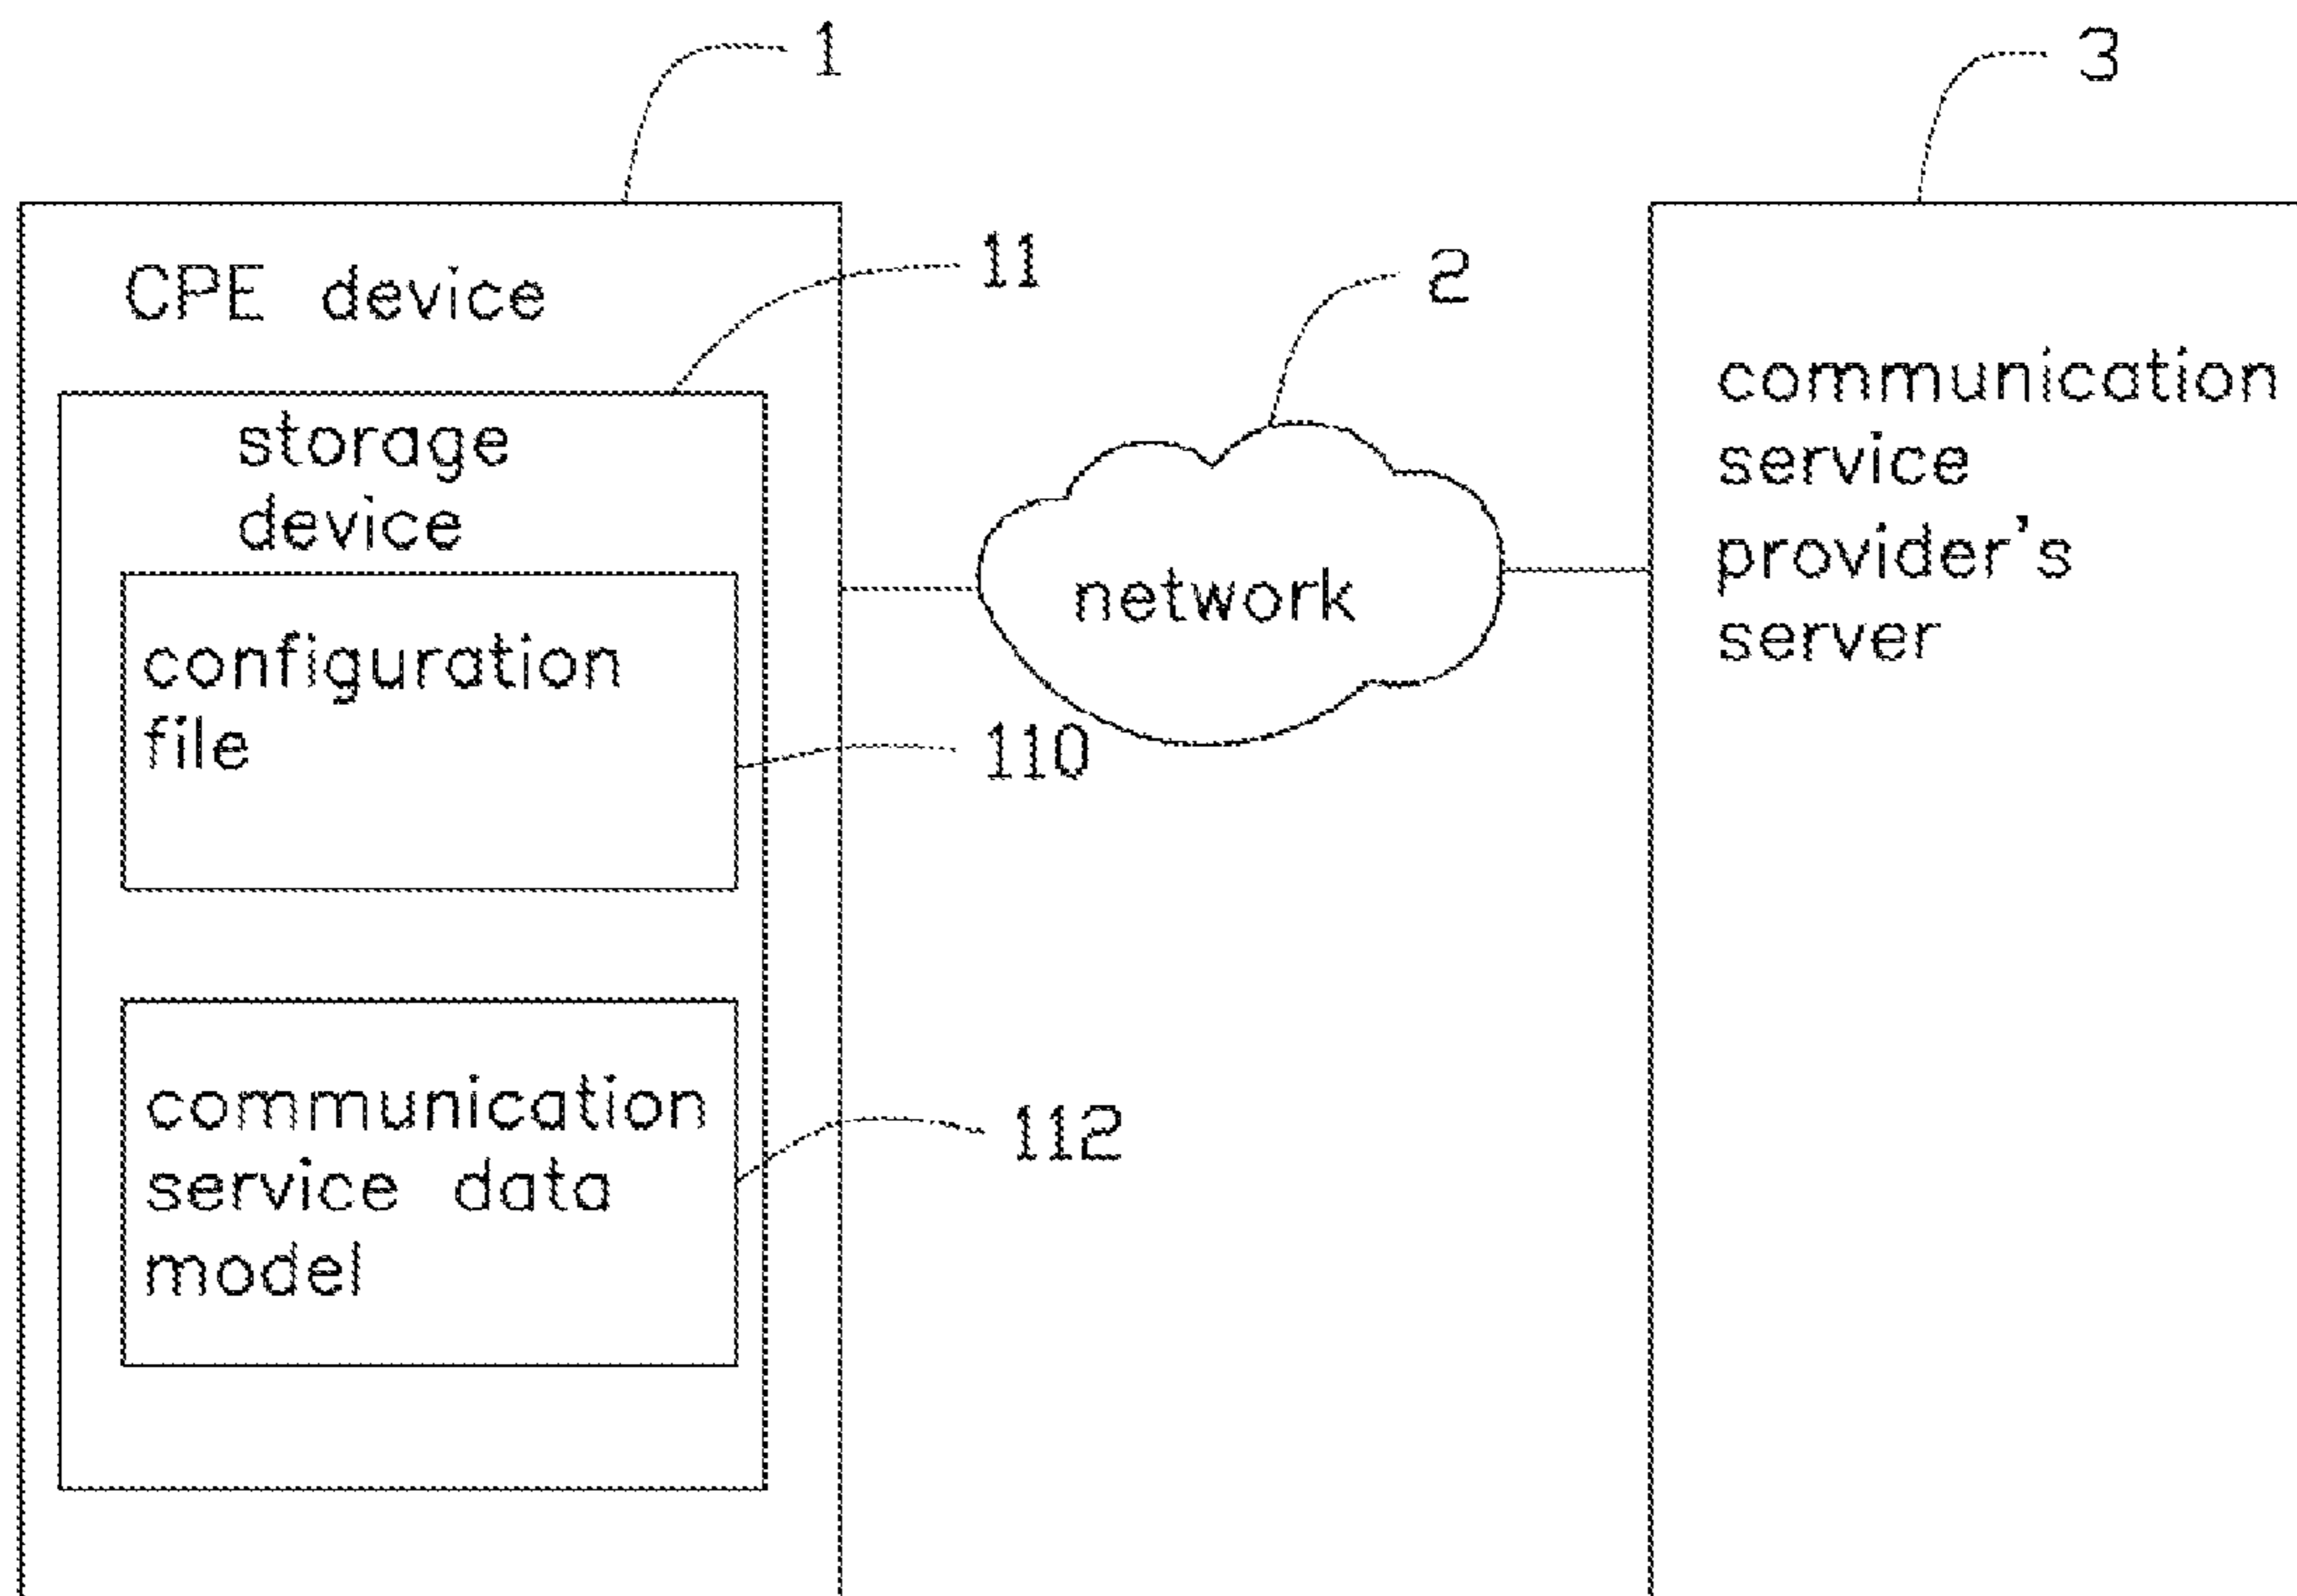 1
3
CPE device
11
2
storage
device
communication
service
provider's
server
network
configuration
file
110
communication
service data
model
112